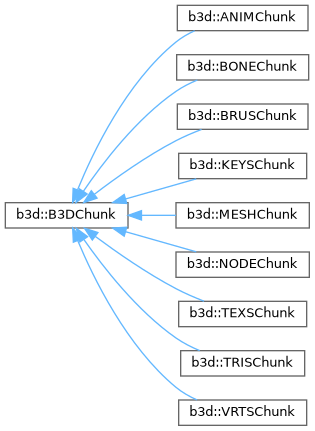 b3d::ANIMChunk
b3d::BONEChunk
b3d::BRUSChunk
b3d::KEYSChunk
b3d::B3DChunk
b3d::MESHChunk
b3d::NODEChunk
b3d::TEXSChunk
b3d::TRISChunk
b3d::VRTSChunk